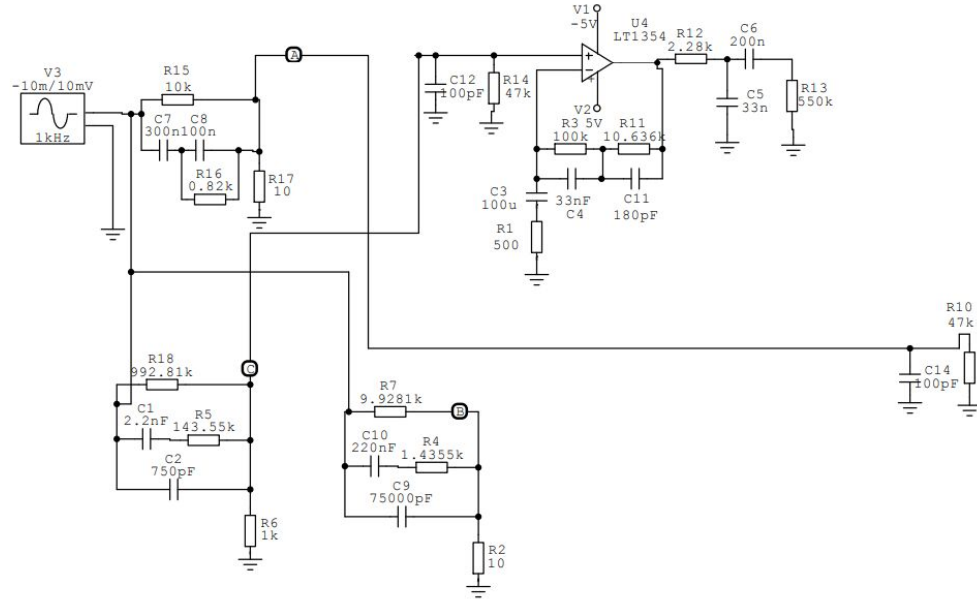 V3
-10m/10mV
1kHz
R15
10k
C7
300n
C8
100n
R16
0.82k
R17
10
A
V1
-5V
U4
LT1354
C12
100pF
R14
47k
V2
5V
R3
100k
R11
10.636k
33nF
C4
C11
180pF
C3
100u
R1
500
R12
2.28k
C6
200n
C5
33n
R13
550k
R10
47k
C14
100pF
R18
992.81k
C
C1
2.2nF
R5
143.55k
C2
750pF
R6
1k
R7
9.9281k
B
C10
220nF
R4
1.4355k
C9
75000pF
R2
10